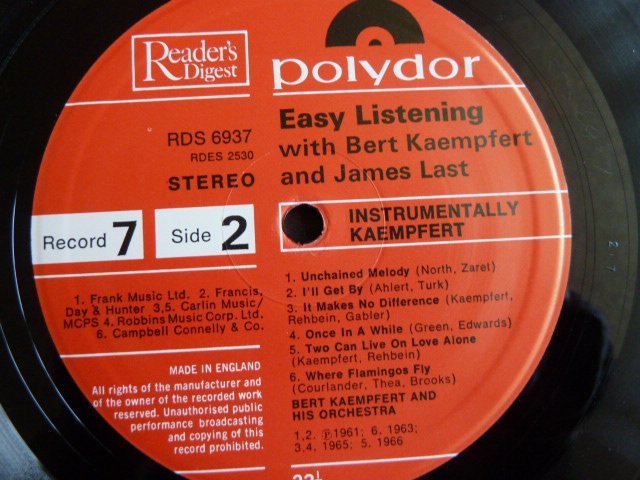 Reader's
Digest
polydor
Easy Listening
with Bert Kaempfert
and James Last
RDS 6937
RDES 2530
STEREO
Record 7
Side 2
INSTRUMENTALLY
KAEMPFERT
1. Unchained Melody (North, Zaret)
2. I'll Get By (Ahlert, Turk)
3. It Makes No Difference (Kaempfert,
Rehbein, Gabler)
4. Once In A While (Green, Edwards)
5. Two Can Live On Love Alone
(Kaempfert, Rehbein)
6. Where Flamingos Fly
(Courlander, Thea, Brooks)
BERT KAEMPFERT AND
HIS ORCHESTRA
1,2. ℗1961; 6. 1963;
3,4. 1965; 5. 1966
1. Frank Music Ltd. 2. Francis,
Day & Hunter 3,5. Carlin Music/
MCPS 4. Robbins Music Corp. Ltd.
6. Campbell Connelly & Co.
MADE IN ENGLAND
All rights of the manufacturer and
of the owner of the recorded work
reserved. Unauthorised public
performance broadcasting
and copying of this
record prohibited.